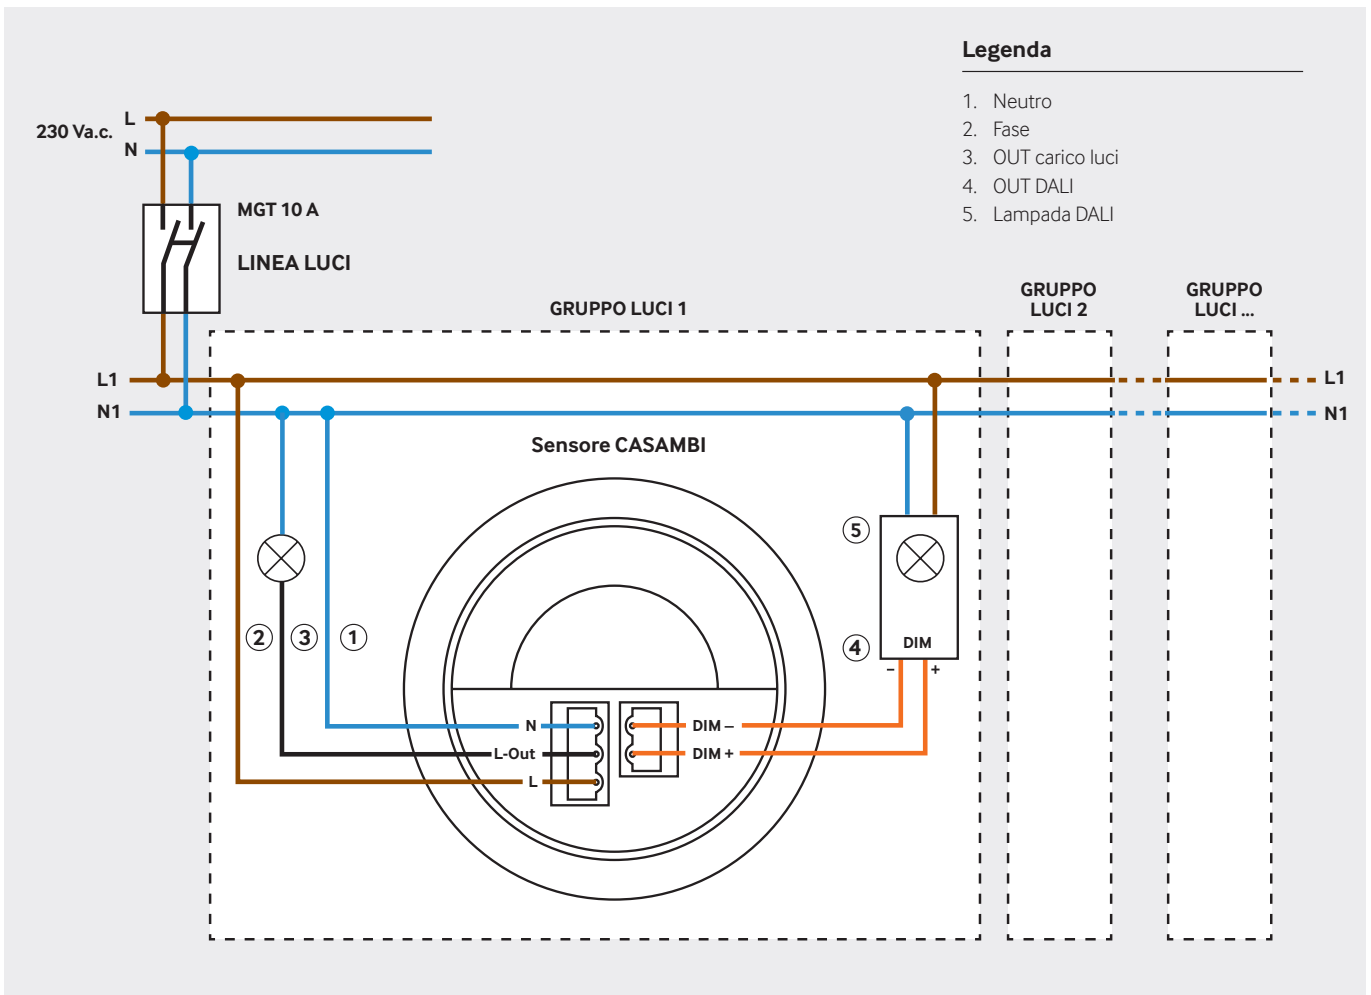 Legenda
1. Neutro
2. Fase
3. OUT carico luci
4. OUT DALI
5. Lampada DALI
L
230 Va.c.
N
MGT 10 A
LINEA LUCI
GRUPPO LUCI 1
GRUPPO
LUCI 2
GRUPPO
LUCI ...
L1
L1
N1
N1
Sensore CASAMBI
5
2
3
1
4
DIM
–
+
N
DIM –
L-Out
DIM +
L